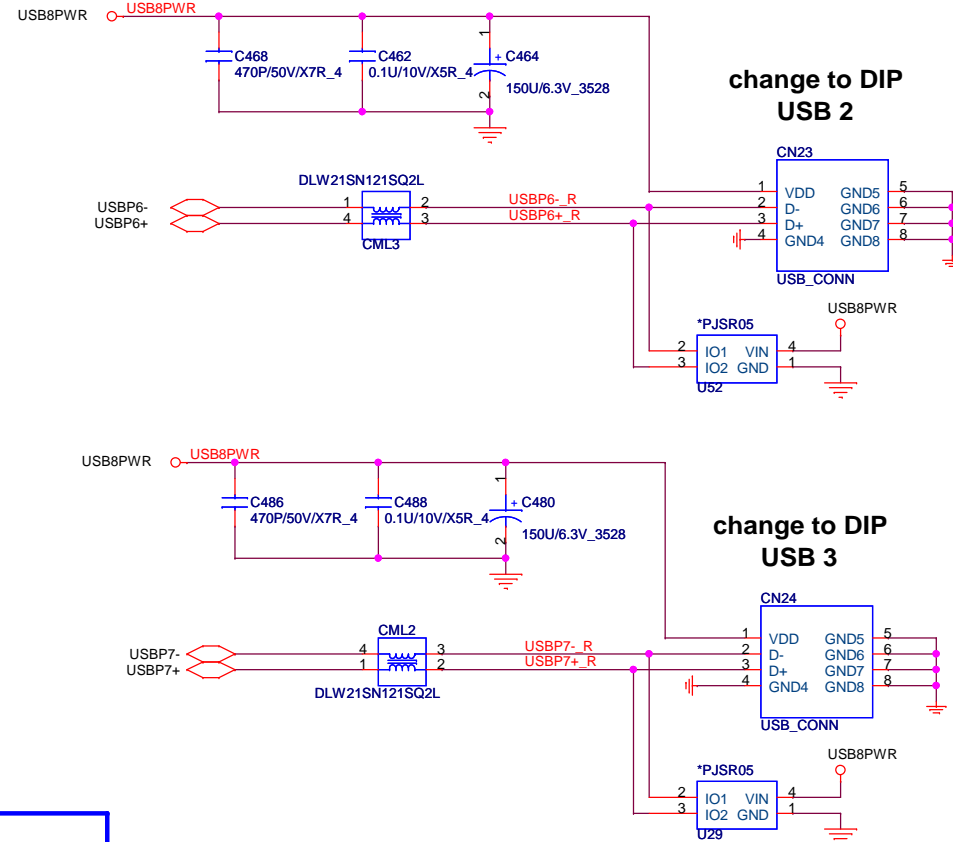 USB8PWR USB8PWR
C468
470P/50V/X7R_4
C462
0.1U/10V/X5R_4
1
+ C464
2
150U/6.3V_3528
change to DIP
USB 2
CN23
1 VDD GND5 5
2 D- GND6 6
3 D+ GND7 7
4 GND4 GND8 8
USB_CONN
DLW21SN121SQ2L
USBP6- 1 2 USBP6-_R
USBP6+ 4 3 USBP6+_R
CML3
USB8PWR
*PJSR05
2 IO1 VIN 4
3 IO2 GND 1
U52
USB8PWR USB8PWR
C486
470P/50V/X7R_4
C488
0.1U/10V/X5R_4
1
+ C480
2
150U/6.3V_3528
change to DIP
USB 3
CN24
1 VDD GND5 5
2 D- GND6 6
3 D+ GND7 7
4 GND4 GND8 8
USB_CONN
CML2
USBP7- 4 3 USBP7-_R
USBP7+ 1 2 USBP7+_R
DLW21SN121SQ2L
USB8PWR
*PJSR05
2 IO1 VIN 4
3 IO2 GND 1
U29